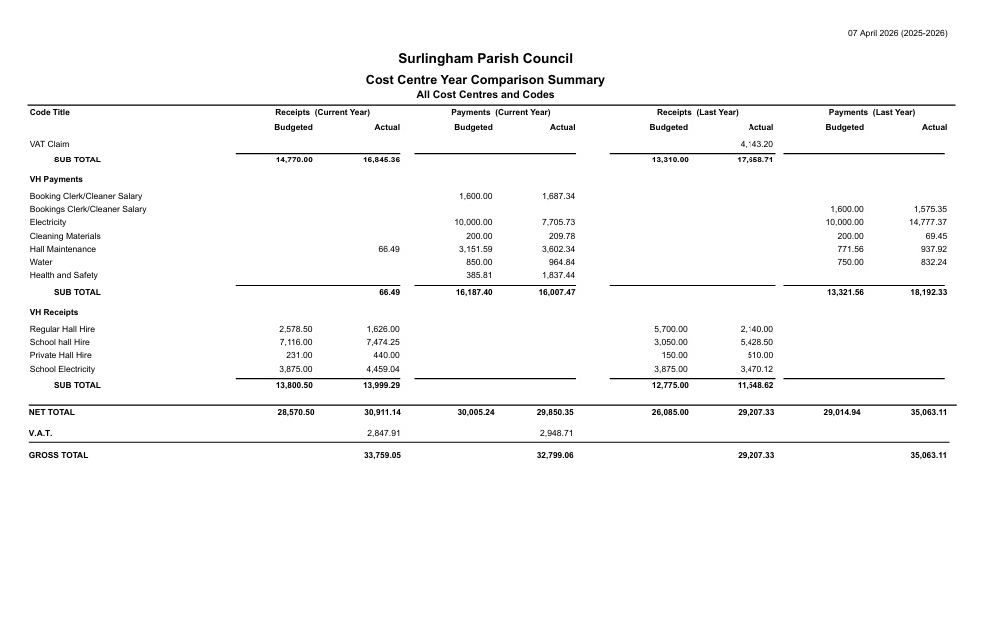 07 April 2026 (2025-2026)
Surlingham Parish Council
Cost Centre Year Comparison Summary
All Cost Centres and Codes
Code Title Receipts (Current Year) Payments (Current Year) Receipts (Last Year) Payments (Last Year)
Budgeted Actual Budgeted Actual Budgeted Actual Budgeted Actual
VAT Claim 4,143.20
SUB TOTAL 14,770.00 16,845.36 13,310.00 17,658.71
VH Payments
Booking Clerk/Cleaner Salary 1,600.00 1,687.34
Bookings Clerk/Cleaner Salary 1,600.00 1,575.35
Electricity 10,000.00 7,705.73 10,000.00 14,777.37
Cleaning Materials 200.00 209.78 200.00 69.45
Hall Maintenance 66.49 3,151.59 3,602.34 771.56 937.92
Water 850.00 964.84 750.00 832.24
Health and Safety 385.81 1,837.44
SUB TOTAL 66.49 16,187.40 16,007.47 13,321.56 18,192.33
VH Receipts
Regular Hall Hire 2,578.50 1,626.00 5,700.00 2,140.00
School hall Hire 7,116.00 7,474.25 3,050.00 5,428.50
Private Hall Hire 231.00 440.00 150.00 510.00
School Electricity 3,875.00 4,459.04 3,875.00 3,470.12
SUB TOTAL 13,800.50 13,999.29 12,775.00 11,548.62
NET TOTAL 28,570.50 30,911.14 30,005.24 29,850.35 26,085.00 29,207.33 29,014.94 35,063.11
V.A.T. 2,847.91 2,948.71
GROSS TOTAL 33,759.05 32,799.06 29,207.33 35,063.11